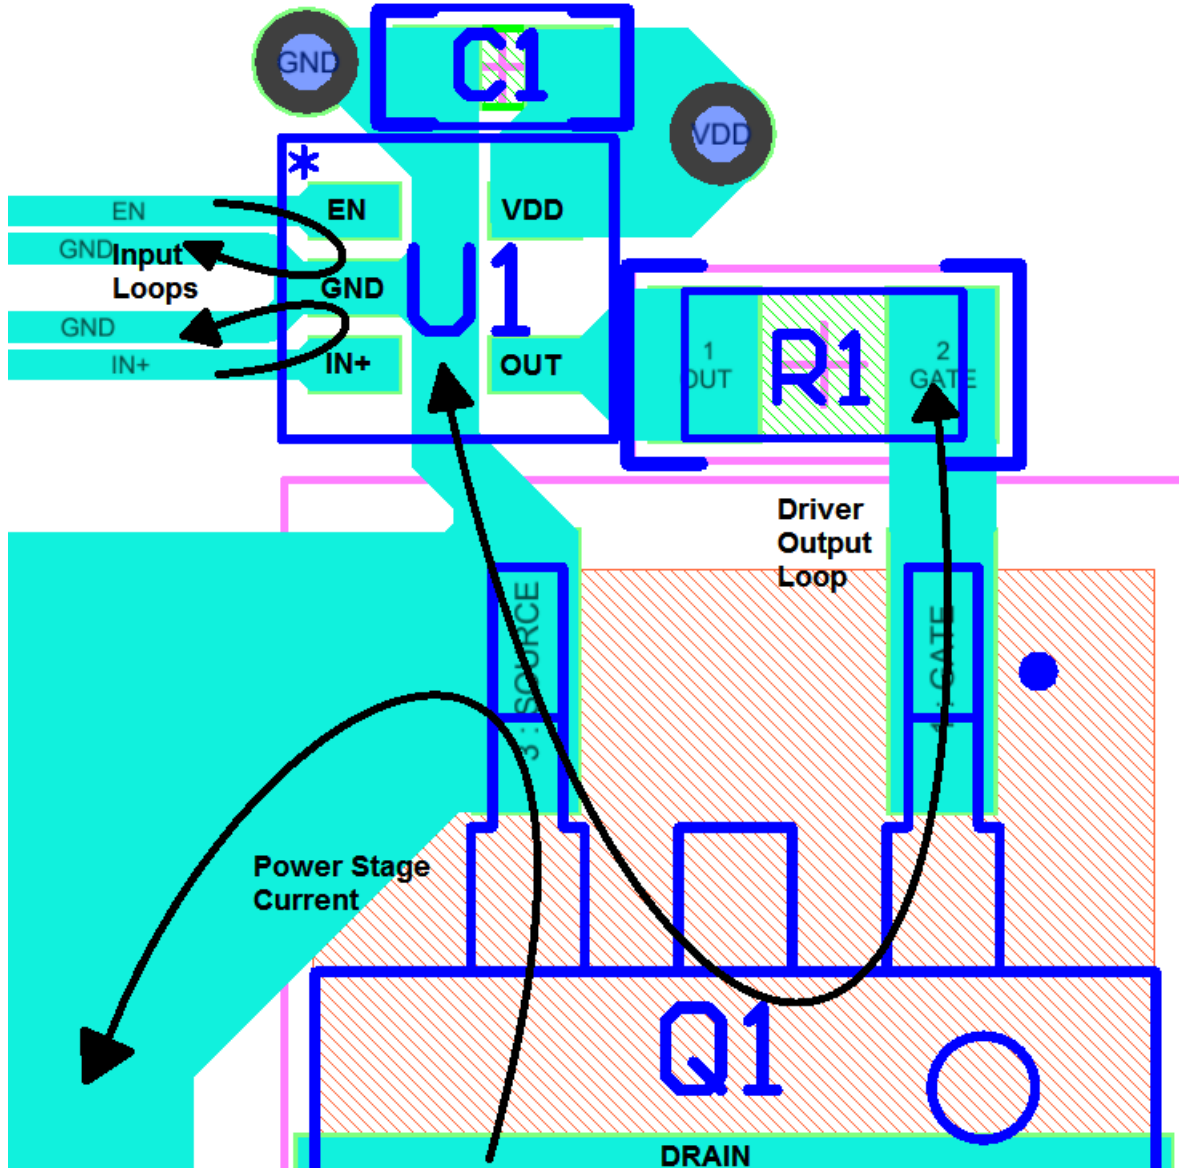 C1
GND
VDD
*
EN
EN
VDD
GND
Input
Loops
GND
U1
GND
IN+
IN+
OUT
1
OUT
R1
2
GATE
Driver
Output
Loop
3 : SOURCE
1 : GATE
Power Stage
Current
Q1
DRAIN